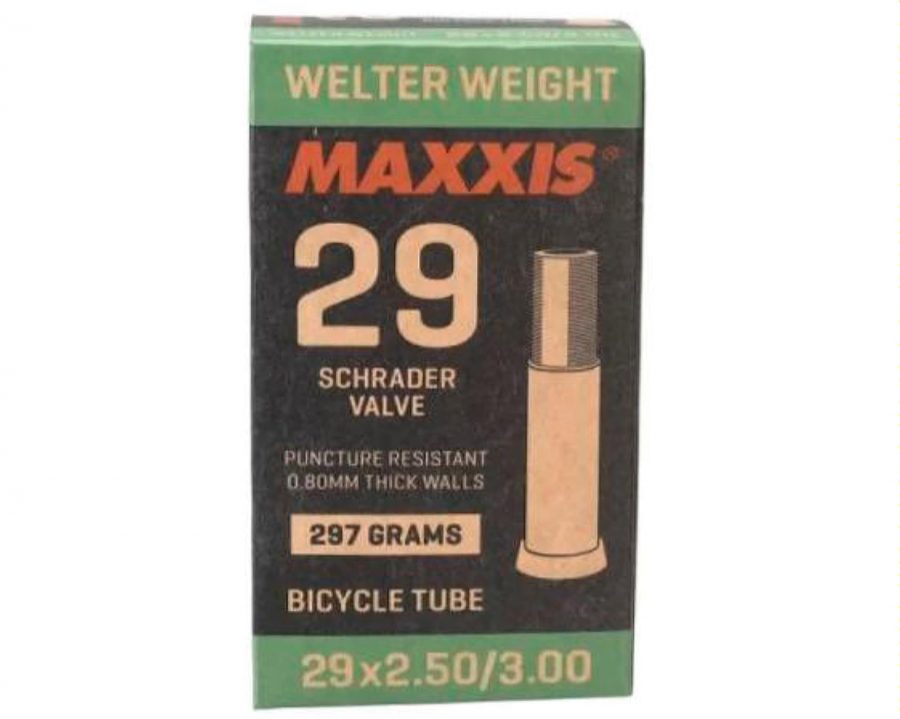 WELTER WEIGHT
MAXXIS®
29
SCHRADER
VALVE
PUNCTURE RESISTANT
0.80MM THICK WALLS
297 GRAMS
BICYCLE TUBE
29x2.50/3.00